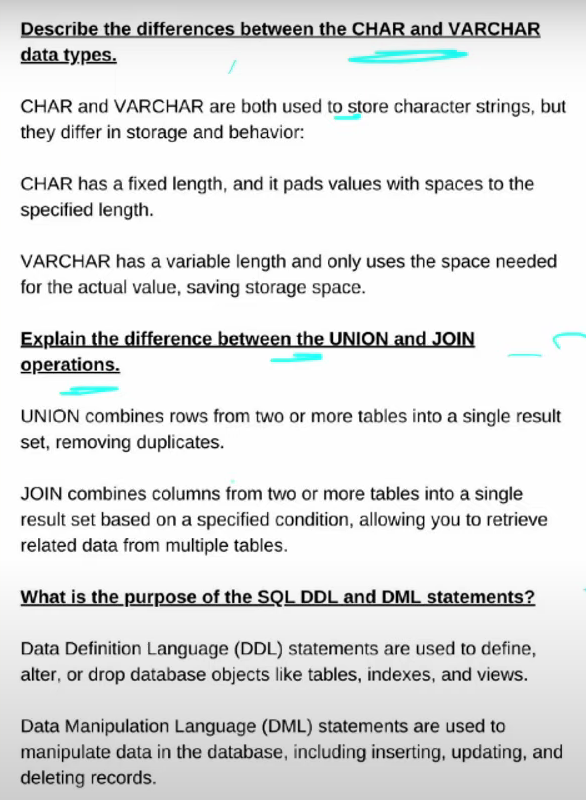 Describe the differences between the CHAR and VARCHAR
data types.
CHAR and VARCHAR are both used to store character strings, but
they differ in storage and behavior:
CHAR has a fixed length, and it pads values with spaces to the
specified length.
VARCHAR has a variable length and only uses the space needed
for the actual value, saving storage space.
Explain the difference between the UNION and JOIN
operations.
UNION combines rows from two or more tables into a single result
set, removing duplicates.
JOIN combines columns from two or more tables into a single
result set based on a specified condition, allowing you to retrieve
related data from multiple tables.
What is the purpose of the SQL DDL and DML statements?
Data Definition Language (DDL) statements are used to define,
alter, or drop database objects like tables, indexes, and views.
Data Manipulation Language (DML) statements are used to
manipulate data in the database, including inserting, updating, and
deleting records.